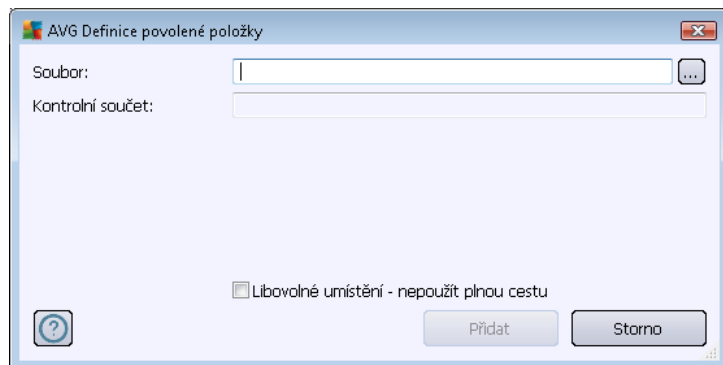 AVG Definice povolené položky
Soubor:
...
Kontrolní součet:
Libovolné umístění - nepoužít plnou cestu
?
Přidat
Storno